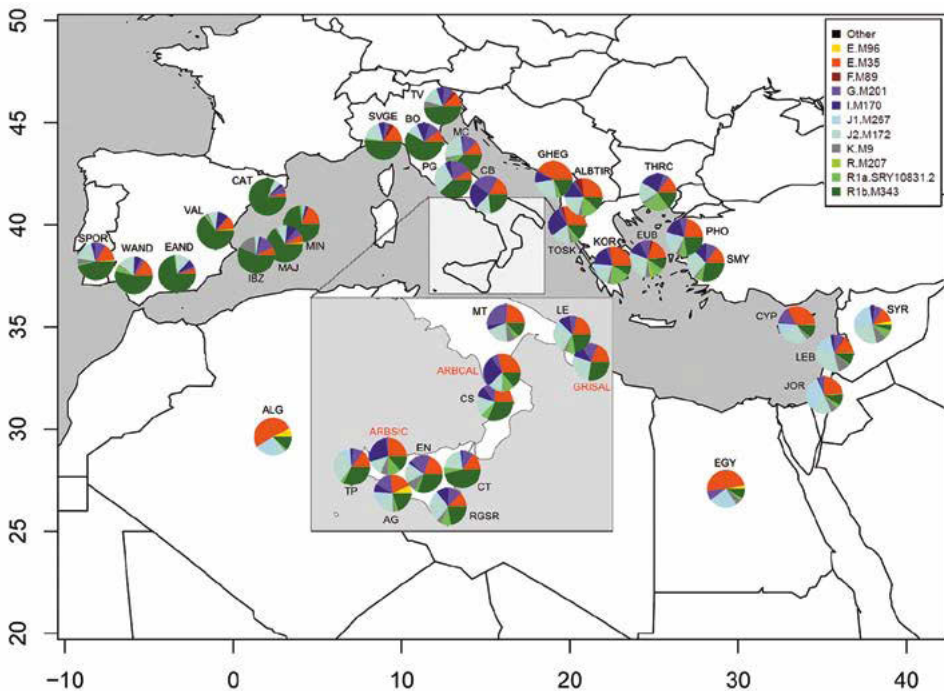 50
45
40
35
30
25
20
−10
0
10
20
30
40
Other
E.M96
E.M35
F.M89
G.M201
I.M170
J1.M267
J2.M172
K.M9
R.M207
R1a.SRY10831.2
R1b.M343
TV
SVGE
BO
MC
PG
CB
GHEG
ALBTIR
THRC
CAT
VAL
MIN
SPOR
WAND
EAND
IBZ
MAJ
TOSK
KOR
EUB
PHO
SMY
CYP
SYR
LEB
JOR
MT
LE
ARBCAL
GRISAL
CS
ALG
ARBSIC
EN
EGY
TP
CT
AG
RGSR